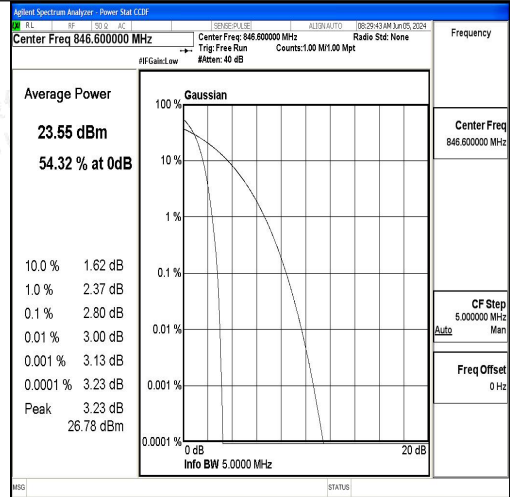 Agilent Spectrum Analyzer - Power Stat CCDF
RL RF 50 Ω AC SENSE:PULSE ALIGNAUTO 08:29:43 AM Jun 05, 2024
Center Freq 846.600000 MHz
Center Freq: 846.600000 MHz Radio Std: None
Trig: Free Run Counts:1.00 M/1.00 Mpt
#IFGain:Low #Atten: 40 dB
Frequency
Average Power
23.55 dBm
54.32 % at 0dB
10.0 % 1.62 dB
1.0 % 2.37 dB
0.1 % 2.80 dB
0.01 % 3.00 dB
0.001 % 3.13 dB
0.0001 % 3.23 dB
Peak 3.23 dB
26.78 dBm
Gaussian
100 %
10 %
1 %
0.1 %
0.01 %
0.001 %
0.0001 %
0 dB 20 dB
Info BW 5.0000 MHz
Center Freq
846.600000 MHz
CF Step
5.000000 MHz
Auto Man
Freq Offset
0 Hz
MSG STATUS